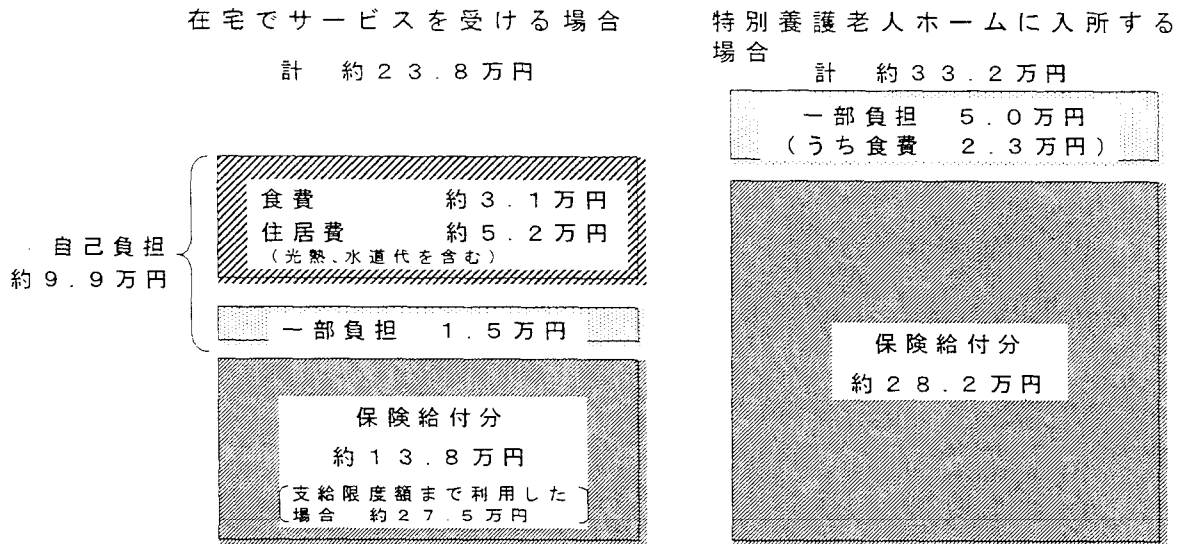 在宅でサービスを受ける場合
計 約23.8万円
自己負担
約9.9万円
食費 約3.1万円
住居費 約5.2万円
(光熱、水道代を含む)
一部負担 1.5万円
保険給付分
約13.8万円
支給限度額まで利用した
場合 約27.5万円
特別養護老人ホームに入所する
場合
計 約33.2万円
一部負担 5.0万円
(うち食費 2.3万円)
保険給付分
約28.2万円